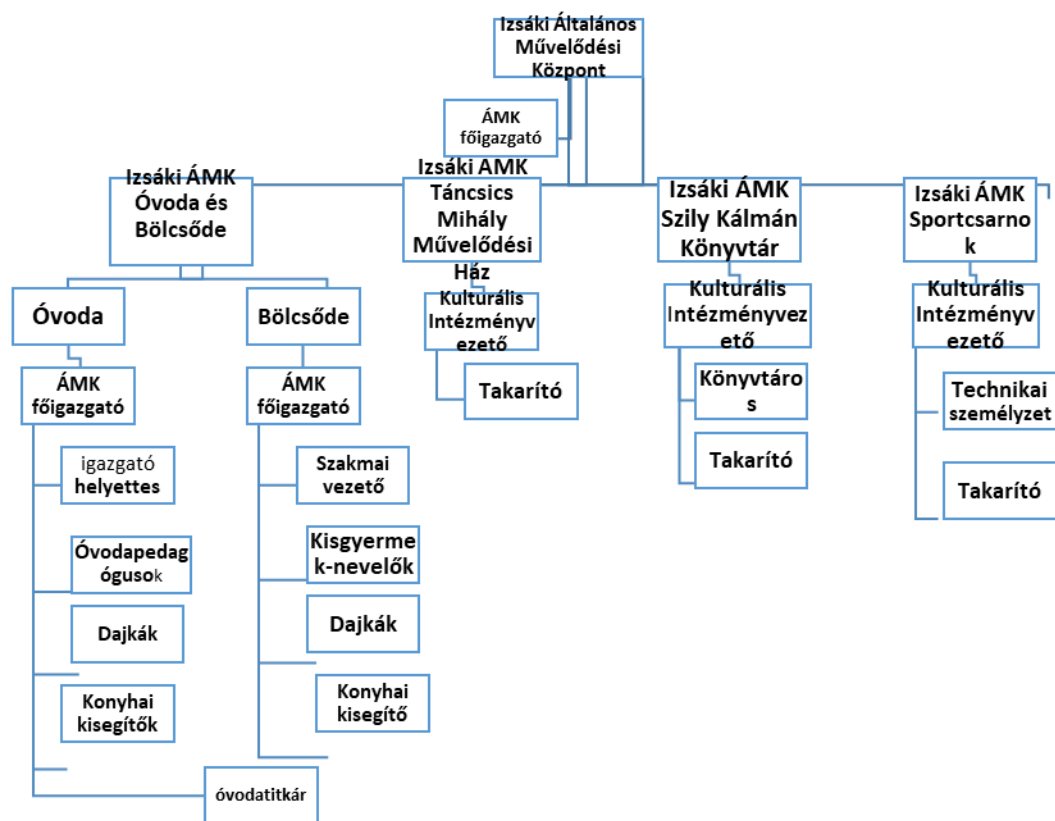 Izsáki Általános
Művelődési
Központ
ÁMK
főigazgató
Izsáki ÁMK
Óvoda és
Bölcsőde
Izsáki AMK
Táncsics
Mihály
Művelődési
Ház
Izsáki ÁMK
Szily Kálmán
Könyvtár
Izsáki ÁMK
Sportcsarno
k
Óvoda
Bölcsőde
Kulturális
Intézményv
ezető
Kulturális
Intézményvez
ető
Kulturális
Intézményv
ezető
ÁMK
főigazgató
ÁMK
főigazgató
Takarító
Könyvtáros
s
Technikai
személyzet
igazgató
helyettes
Szakmai
vezető
Takarító
Takarító
Óvodapedag
ógusok
Kisgyerme
k-nevelők
Dajkák
Dajkák
Konyhai
kisegítők
Konyhai
kisegítő
óvodatitkár